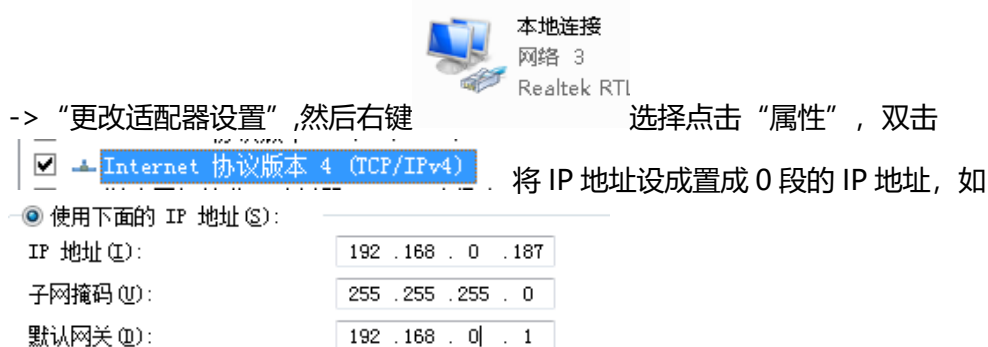 本地连接
网络 3
Realtek RTL
->“更改适配器设置”,然后右键 选择点击“属性”，双击
Internet 协议版本 4 (TCP/IPv4)
将 IP 地址设成置成 0 段的 IP 地址，如
使用下面的 IP 地址(S):
IP 地址(I): 192 .168 . 0 .187
子网掩码(U): 255 .255 .255 . 0
默认网关(D): 192 .168 . 0 . 1